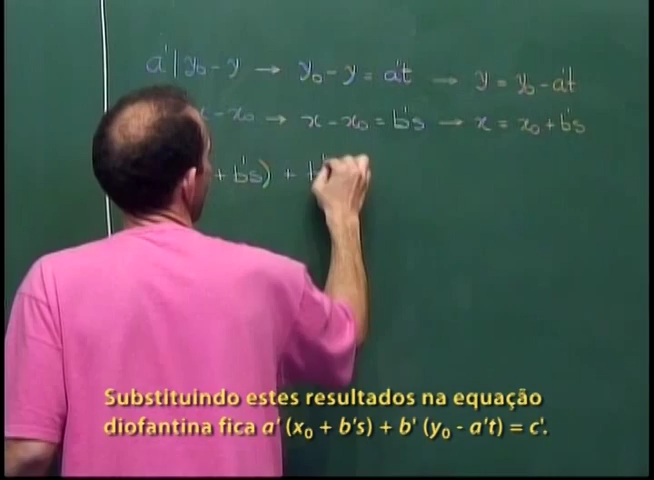 a'|y₀ - y → y₀ - y = a't → y = y₀ - a't
x - x₀ → x - x₀ = b's → x = x₀ + b's
+ b's) + b'
Substituindo estes resultados na equação
diofantina fica a' (x₀ + b's) + b' (y₀ - a't) = c'.